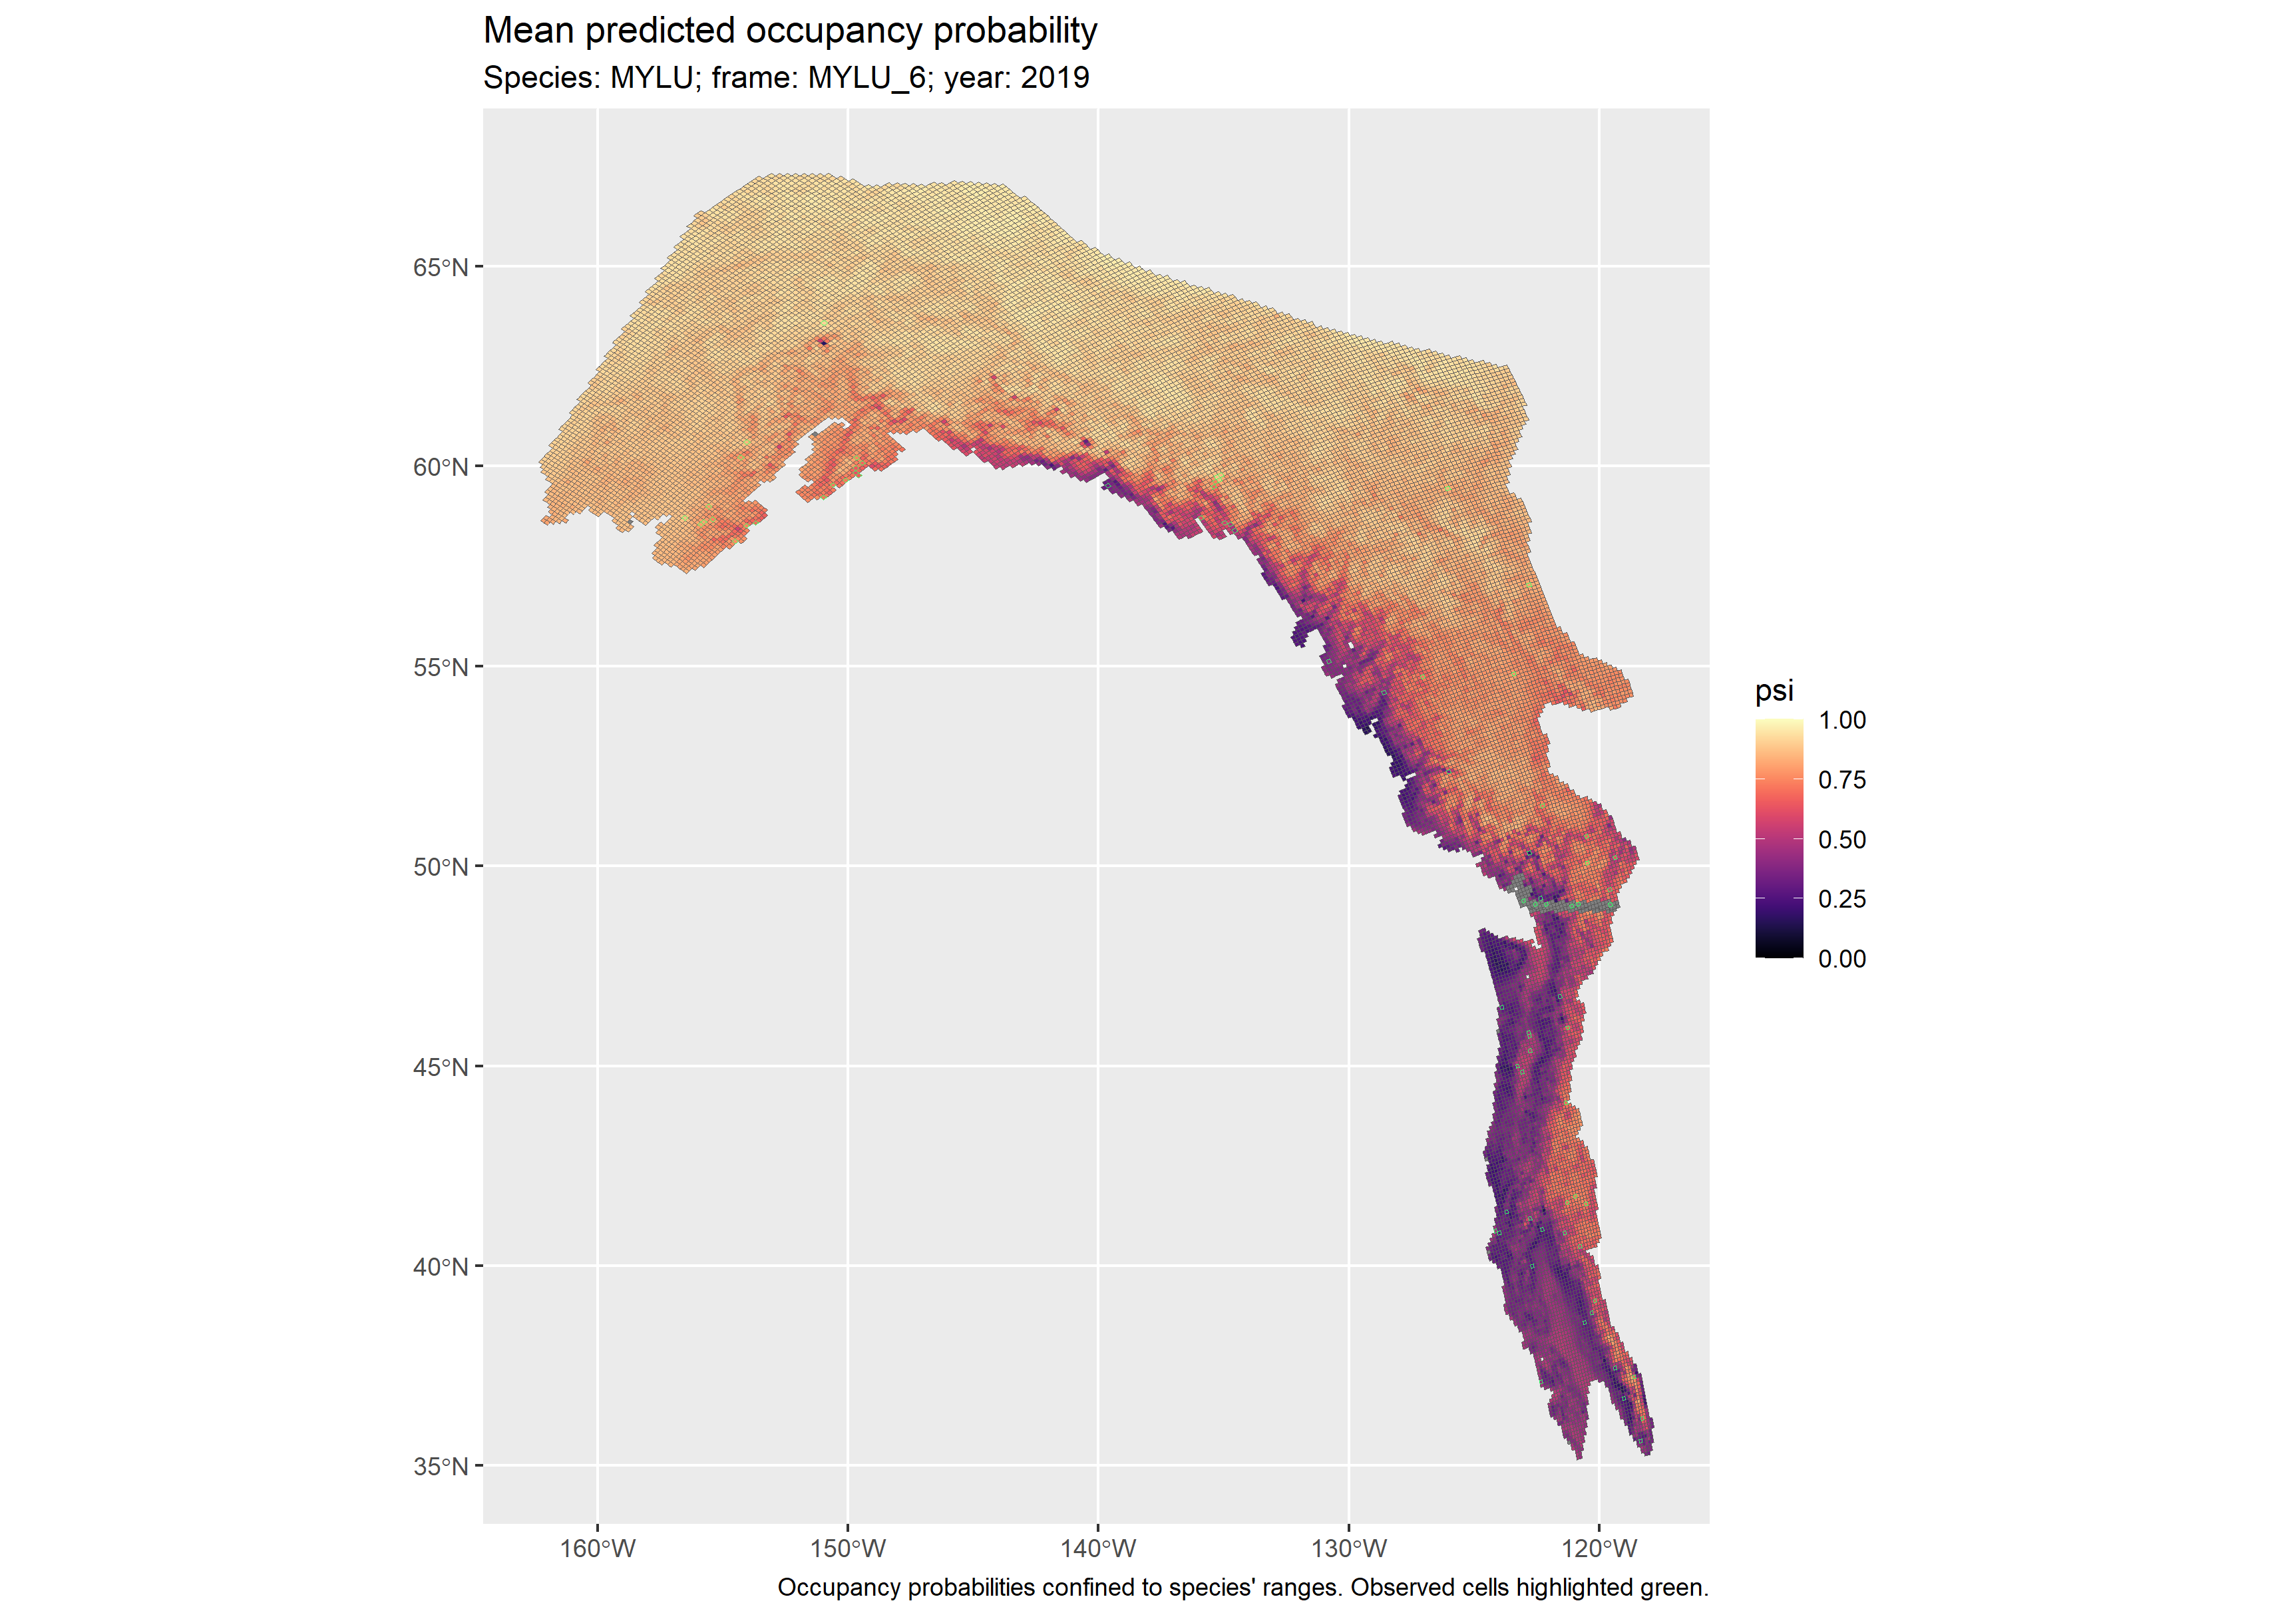 Mean predicted occupancy probability
Species: MYLU; frame: MYLU_6; year: 2019
65°N
60°N
55°N
50°N
45°N
40°N
35°N
160°W
150°W
140°W
130°W
120°W
psi
1.00
0.75
0.50
0.25
0.00
Occupancy probabilities confined to species' ranges. Observed cells highlighted green.